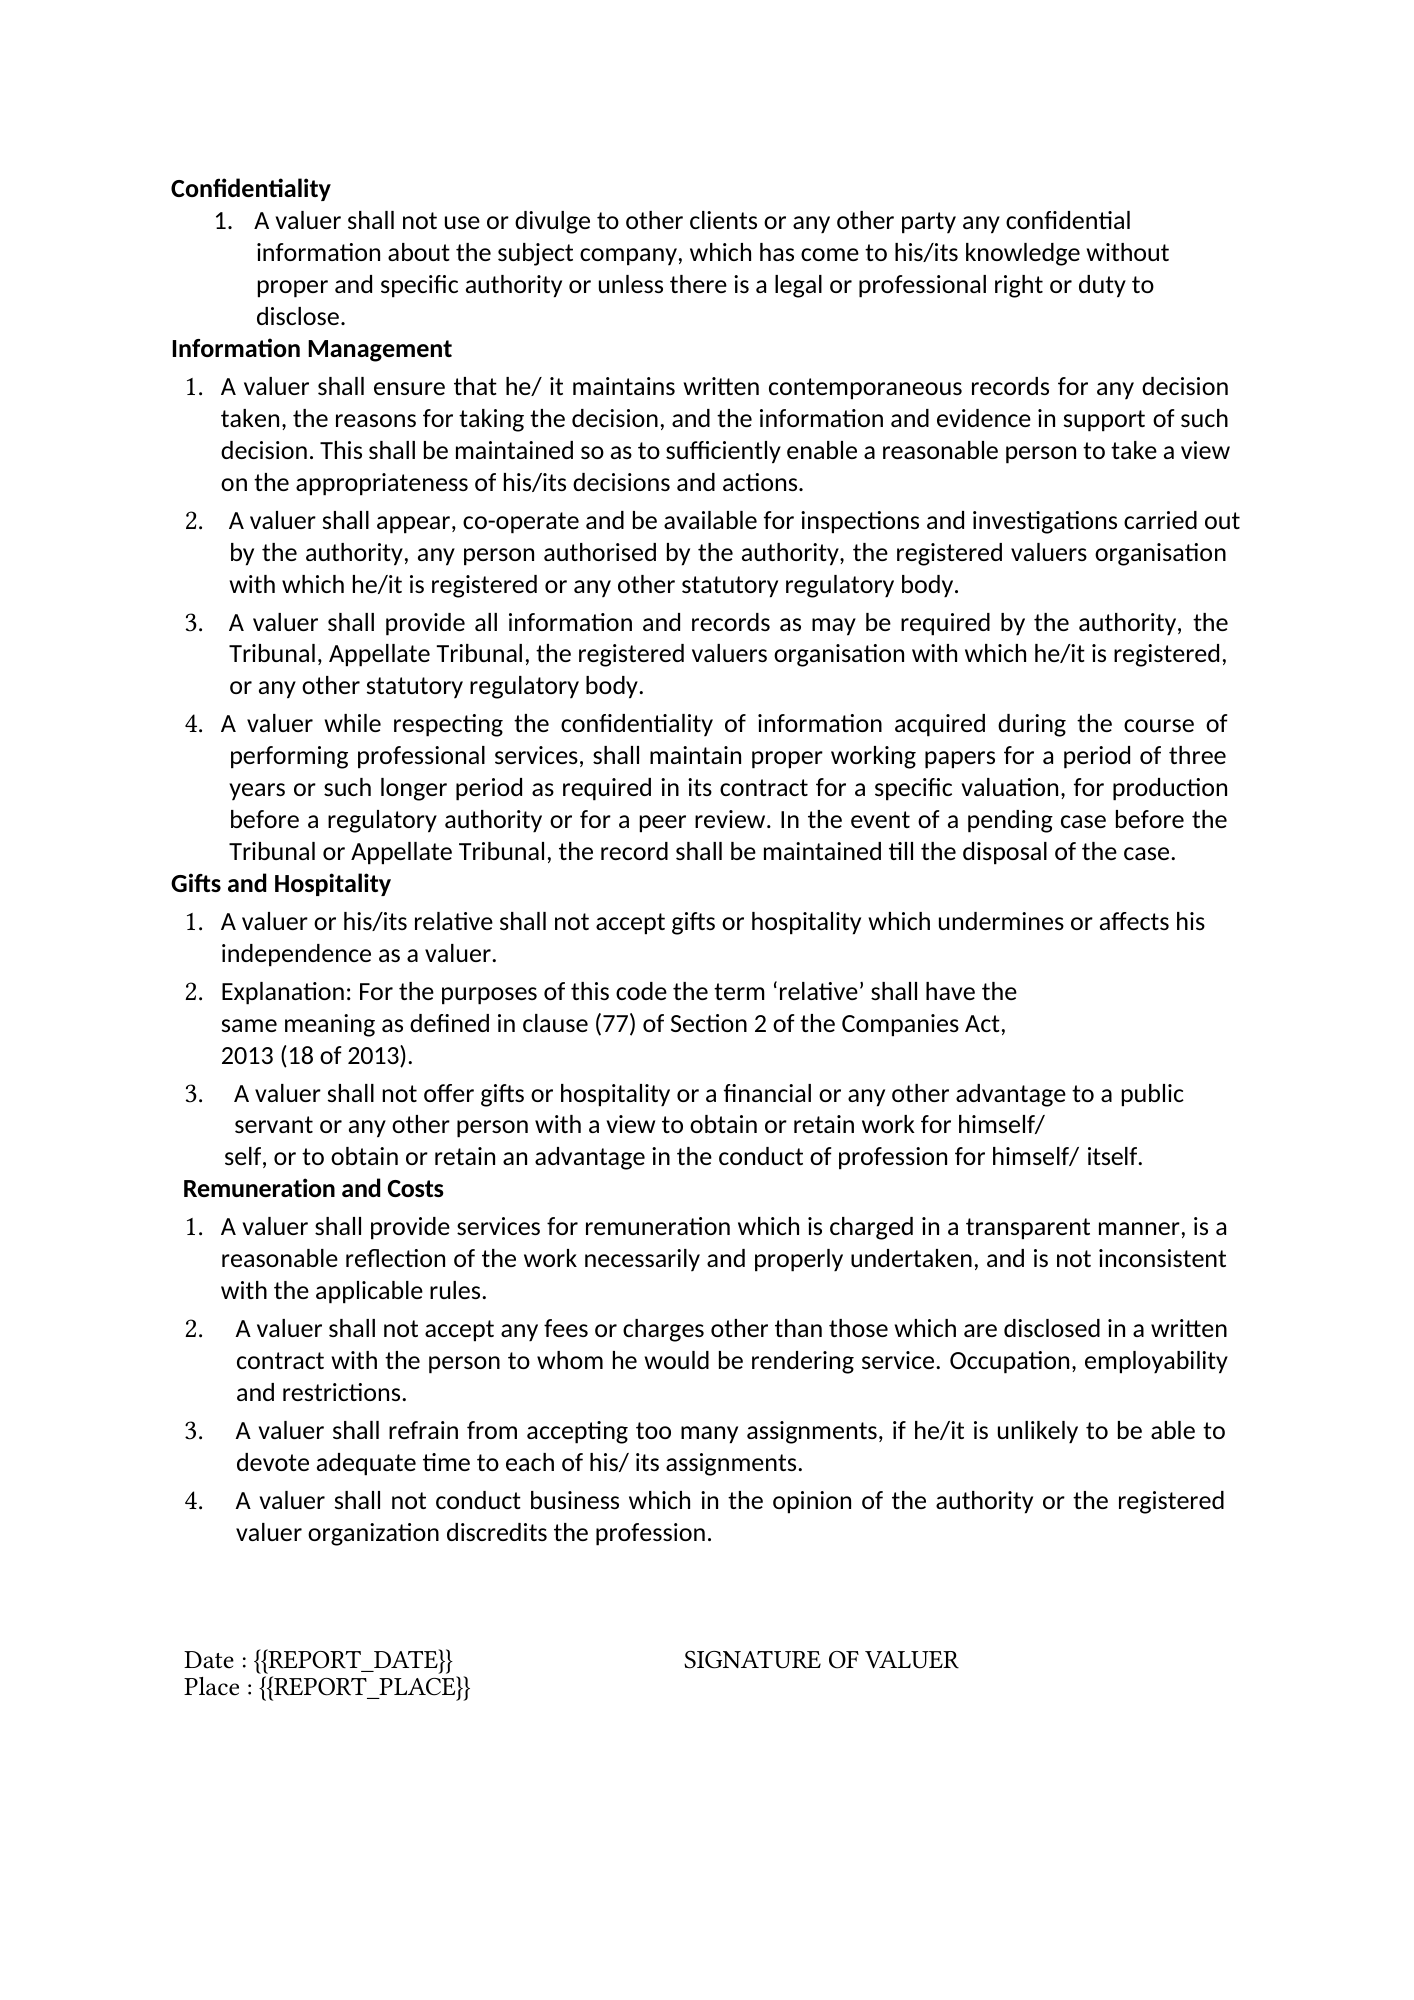 Confidentiality
1. A valuer shall not use or divulge to other clients or any other party any confidential
information about the subject company, which has come to his/its knowledge without
proper and specific authority or unless there is a legal or professional right or duty to
disclose.
Information Management
1. A valuer shall ensure that he/ it maintains written contemporaneous records for any decision
taken, the reasons for taking the decision, and the information and evidence in support of such
decision. This shall be maintained so as to sufficiently enable a reasonable person to take a view
on the appropriateness of his/its decisions and actions.
2. A valuer shall appear, co-operate and be available for inspections and investigations carried out
by the authority, any person authorised by the authority, the registered valuers organisation
with which he/it is registered or any other statutory regulatory body.
3. A valuer shall provide all information and records as may be required by the authority, the
Tribunal, Appellate Tribunal, the registered valuers organisation with which he/it is registered,
or any other statutory regulatory body.
4. A valuer while respecting the confidentiality of information acquired during the course of
performing professional services, shall maintain proper working papers for a period of three
years or such longer period as required in its contract for a specific valuation, for production
before a regulatory authority or for a peer review. In the event of a pending case before the
Tribunal or Appellate Tribunal, the record shall be maintained till the disposal of the case.
Gifts and Hospitality
1. A valuer or his/its relative shall not accept gifts or hospitality which undermines or affects his
independence as a valuer.
2. Explanation: For the purposes of this code the term ‘relative’ shall have the
same meaning as defined in clause (77) of Section 2 of the Companies Act,
2013 (18 of 2013).
3. A valuer shall not offer gifts or hospitality or a financial or any other advantage to a public
servant or any other person with a view to obtain or retain work for himself/
self, or to obtain or retain an advantage in the conduct of profession for himself/ itself.
Remuneration and Costs
1. A valuer shall provide services for remuneration which is charged in a transparent manner, is a
reasonable reflection of the work necessarily and properly undertaken, and is not inconsistent
with the applicable rules.
2. A valuer shall not accept any fees or charges other than those which are disclosed in a written
contract with the person to whom he would be rendering service. Occupation, employability
and restrictions.
3. A valuer shall refrain from accepting too many assignments, if he/it is unlikely to be able to
devote adequate time to each of his/ its assignments.
4. A valuer shall not conduct business which in the opinion of the authority or the registered
valuer organization discredits the profession.
Date : {{REPORT_DATE}} SIGNATURE OF VALUER
Place : {{REPORT_PLACE}}